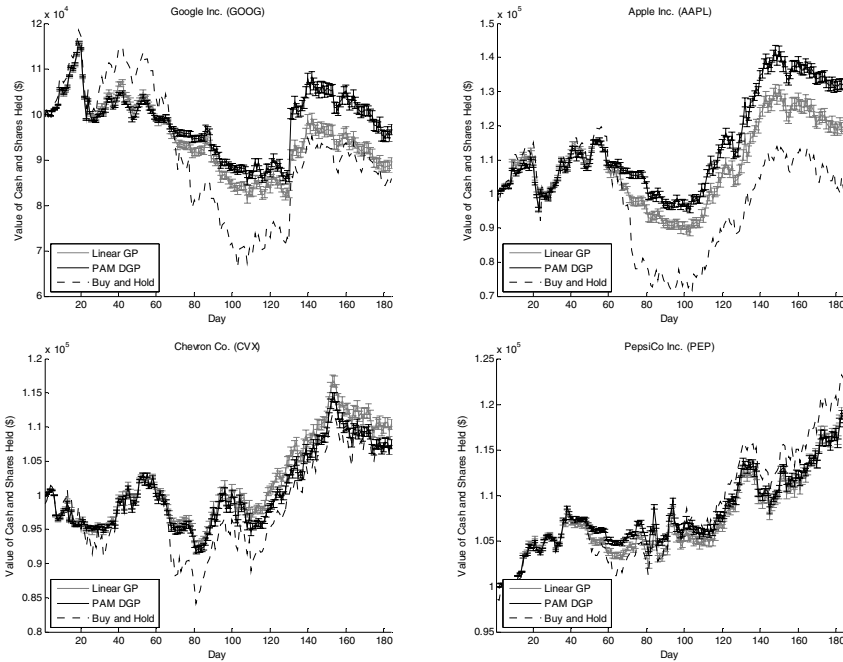 Google Inc. (GOOG)
x 10⁴
12
11
10
9
8
7
6
Value of Cash and Shares Held ($)
Linear GP
PAM DGP
Buy and Hold
20 40 60 80 100 120 140 160 180
Day
Apple Inc. (AAPL)
x 10⁵
1.5
1.4
1.3
1.2
1.1
1
0.9
0.8
0.7
Value of Cash and Shares Held ($)
Linear GP
PAM DGP
Buy and Hold
20 40 60 80 100 120 140 160 180
Day
Chevron Co. (CVX)
x 10⁵
1.2
1.15
1.1
1.05
1
0.95
0.9
0.85
0.8
Value of Cash and Shares Held ($)
Linear GP
PAM DGP
Buy and Hold
20 40 60 80 100 120 140 160 180
Day
PepsiCo Inc. (PEP)
x 10⁵
1.25
1.2
1.15
1.1
1.05
1
0.95
Value of Cash and Shares Held ($)
Linear GP
PAM DGP
Buy and Hold
20 40 60 80 100 120 140 160 180
Day